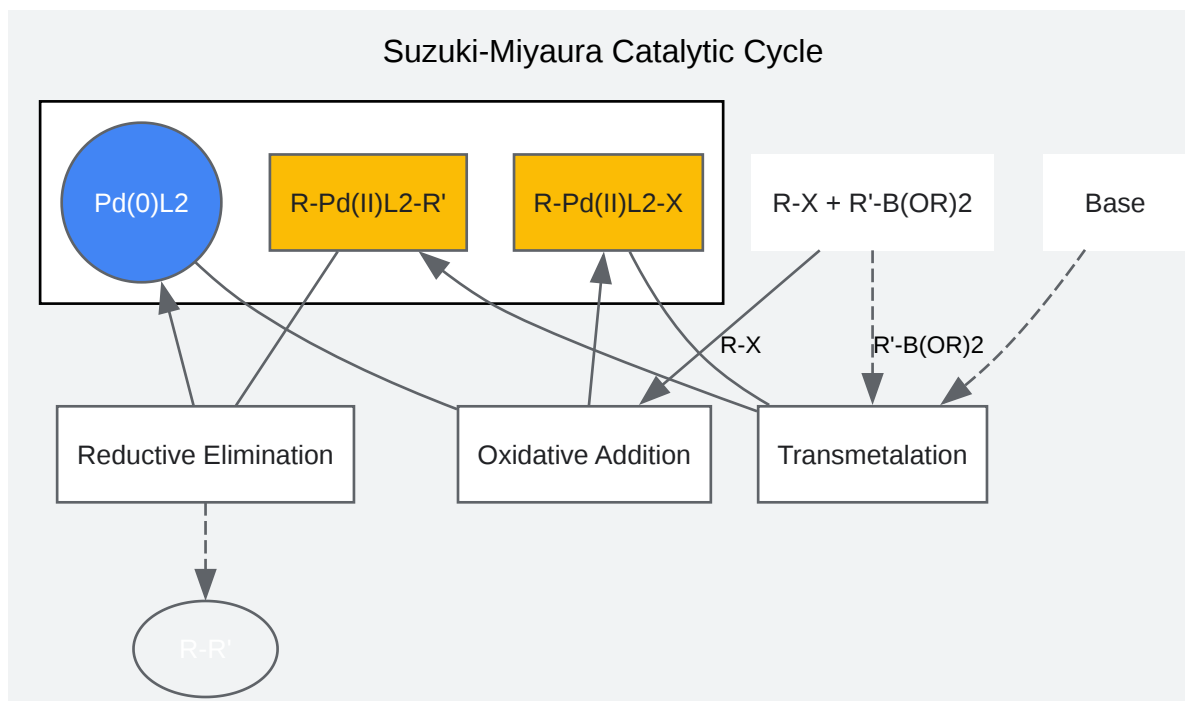 Suzuki-Miyaura Catalytic Cycle
Pd(0)L2
R-Pd(II)L2-R'
R-Pd(II)L2-X
R-X + R'-B(OR)2
Base
R-X
R'-B(OR)2
Reductive Elimination
Oxidative Addition
Transmetalation
R-R'